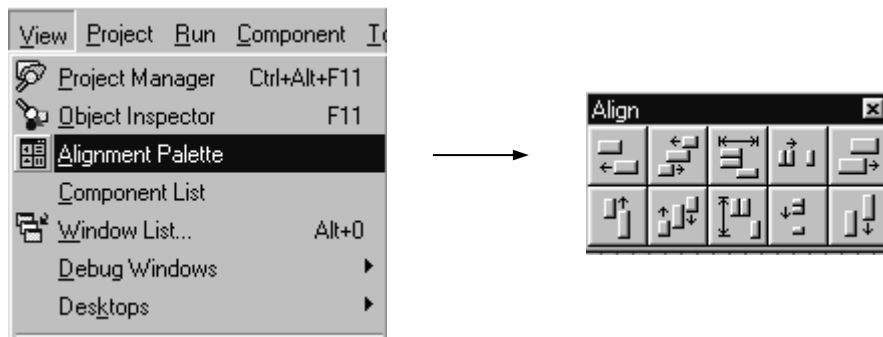 View Project Run Component To
Project Manager Ctrl+Alt+F11
Object Inspector F11
Alignment Palette
Component List
Window List... Alt+0
Debug Windows
Desktops
Align